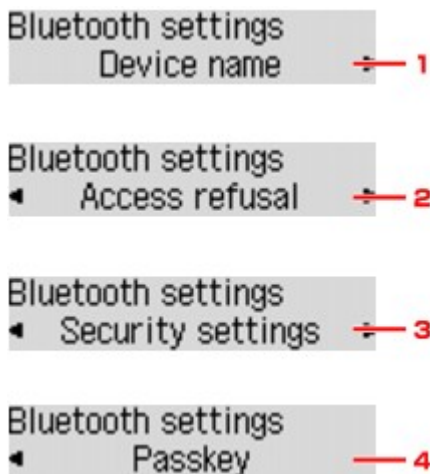 Bluetooth settings
Device name 1
Bluetooth settings
Access refusal 2
Bluetooth settings
Security settings 3
Bluetooth settings
Passkey 4